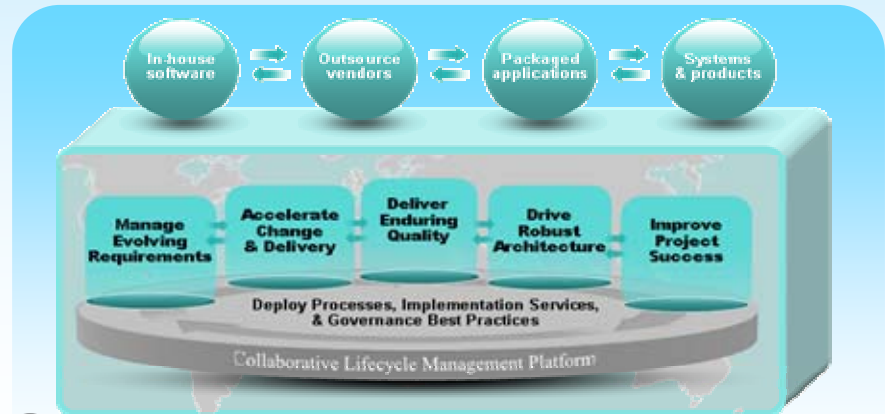 In-house
software
Outsource
vendors
Packaged
applications
Systems
& products
Manage
Evolving
Requirements
Accelerate
Change
& Delivery
Deliver
Enduring
Quality
Drive
Robust
Architecture
Improve
Project
Success
Deploy Processes, Implementation Services,
& Governance Best Practices
Collaborative Lifecycle Management Platform